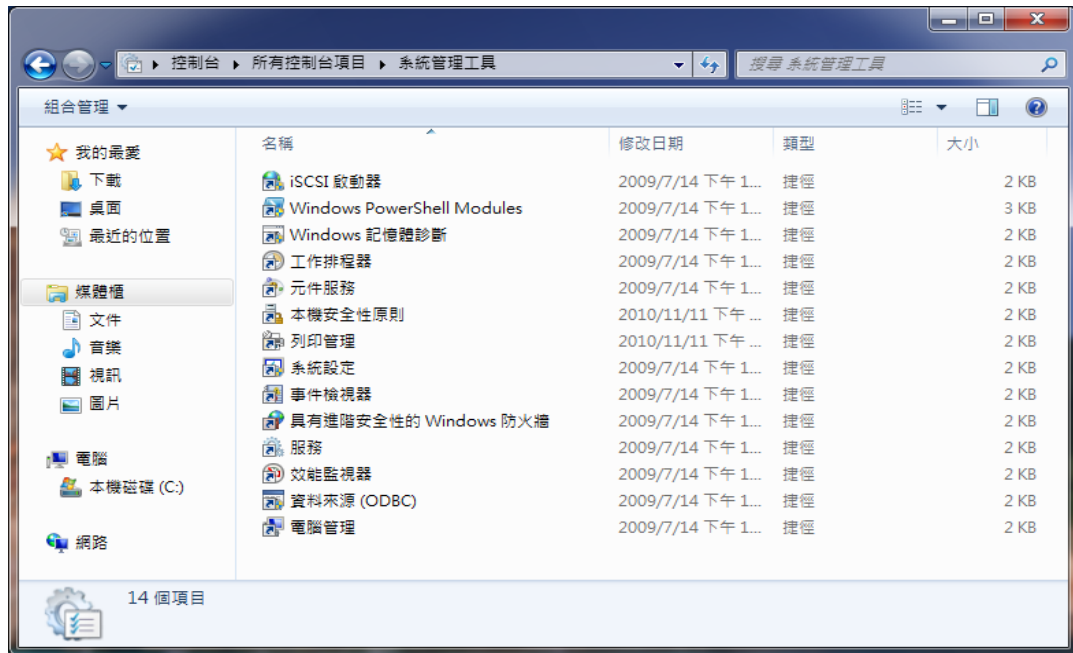 控制台 ▸ 所有控制台項目 ▸ 系統管理工具
搜尋 系統管理工具
組合管理
我的最愛
下載
桌面
最近的位置
媒體櫃
文件
音樂
視訊
圖片
電腦
本機磁碟 (C:)
網路
名稱 修改日期 類型 大小
iSCSI 啟動器 2009/7/14 下午 1... 捷徑 2 KB
Windows PowerShell Modules 2009/7/14 下午 1... 捷徑 3 KB
Windows 記憶體診斷 2009/7/14 下午 1... 捷徑 2 KB
工作排程器 2009/7/14 下午 1... 捷徑 2 KB
元件服務 2009/7/14 下午 1... 捷徑 2 KB
本機安全性原則 2010/11/11 下午 ... 捷徑 2 KB
列印管理 2010/11/11 下午 ... 捷徑 2 KB
系統設定 2009/7/14 下午 1... 捷徑 2 KB
事件檢視器 2009/7/14 下午 1... 捷徑 2 KB
具有進階安全性的 Windows 防火牆 2009/7/14 下午 1... 捷徑 2 KB
服務 2009/7/14 下午 1... 捷徑 2 KB
效能監視器 2009/7/14 下午 1... 捷徑 2 KB
資料來源 (ODBC) 2009/7/14 下午 1... 捷徑 2 KB
電腦管理 2009/7/14 下午 1... 捷徑 2 KB
14 個項目